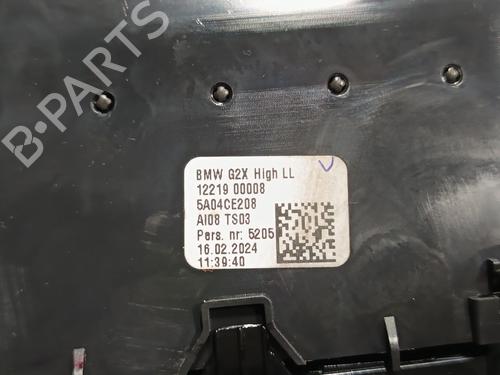 B-PARTS
BMW G2X High LL
12219 00008
5A04CE208
AI08 TS03
Pers. nr: 5205
16.02.2024
11:39:40